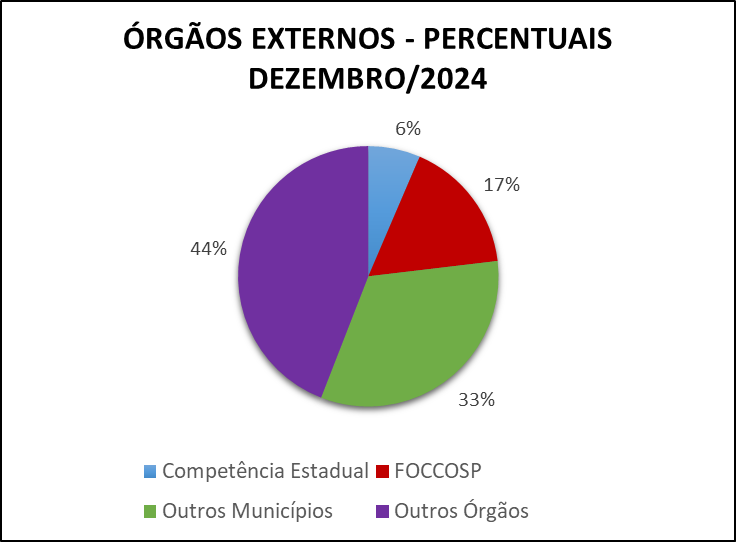 ÓRGÃOS EXTERNOS - PERCENTUAIS
DEZEMBRO/2024
6%
17%
44%
33%
Competência Estadual FOCCOSP
Outros Municípios Outros Órgãos